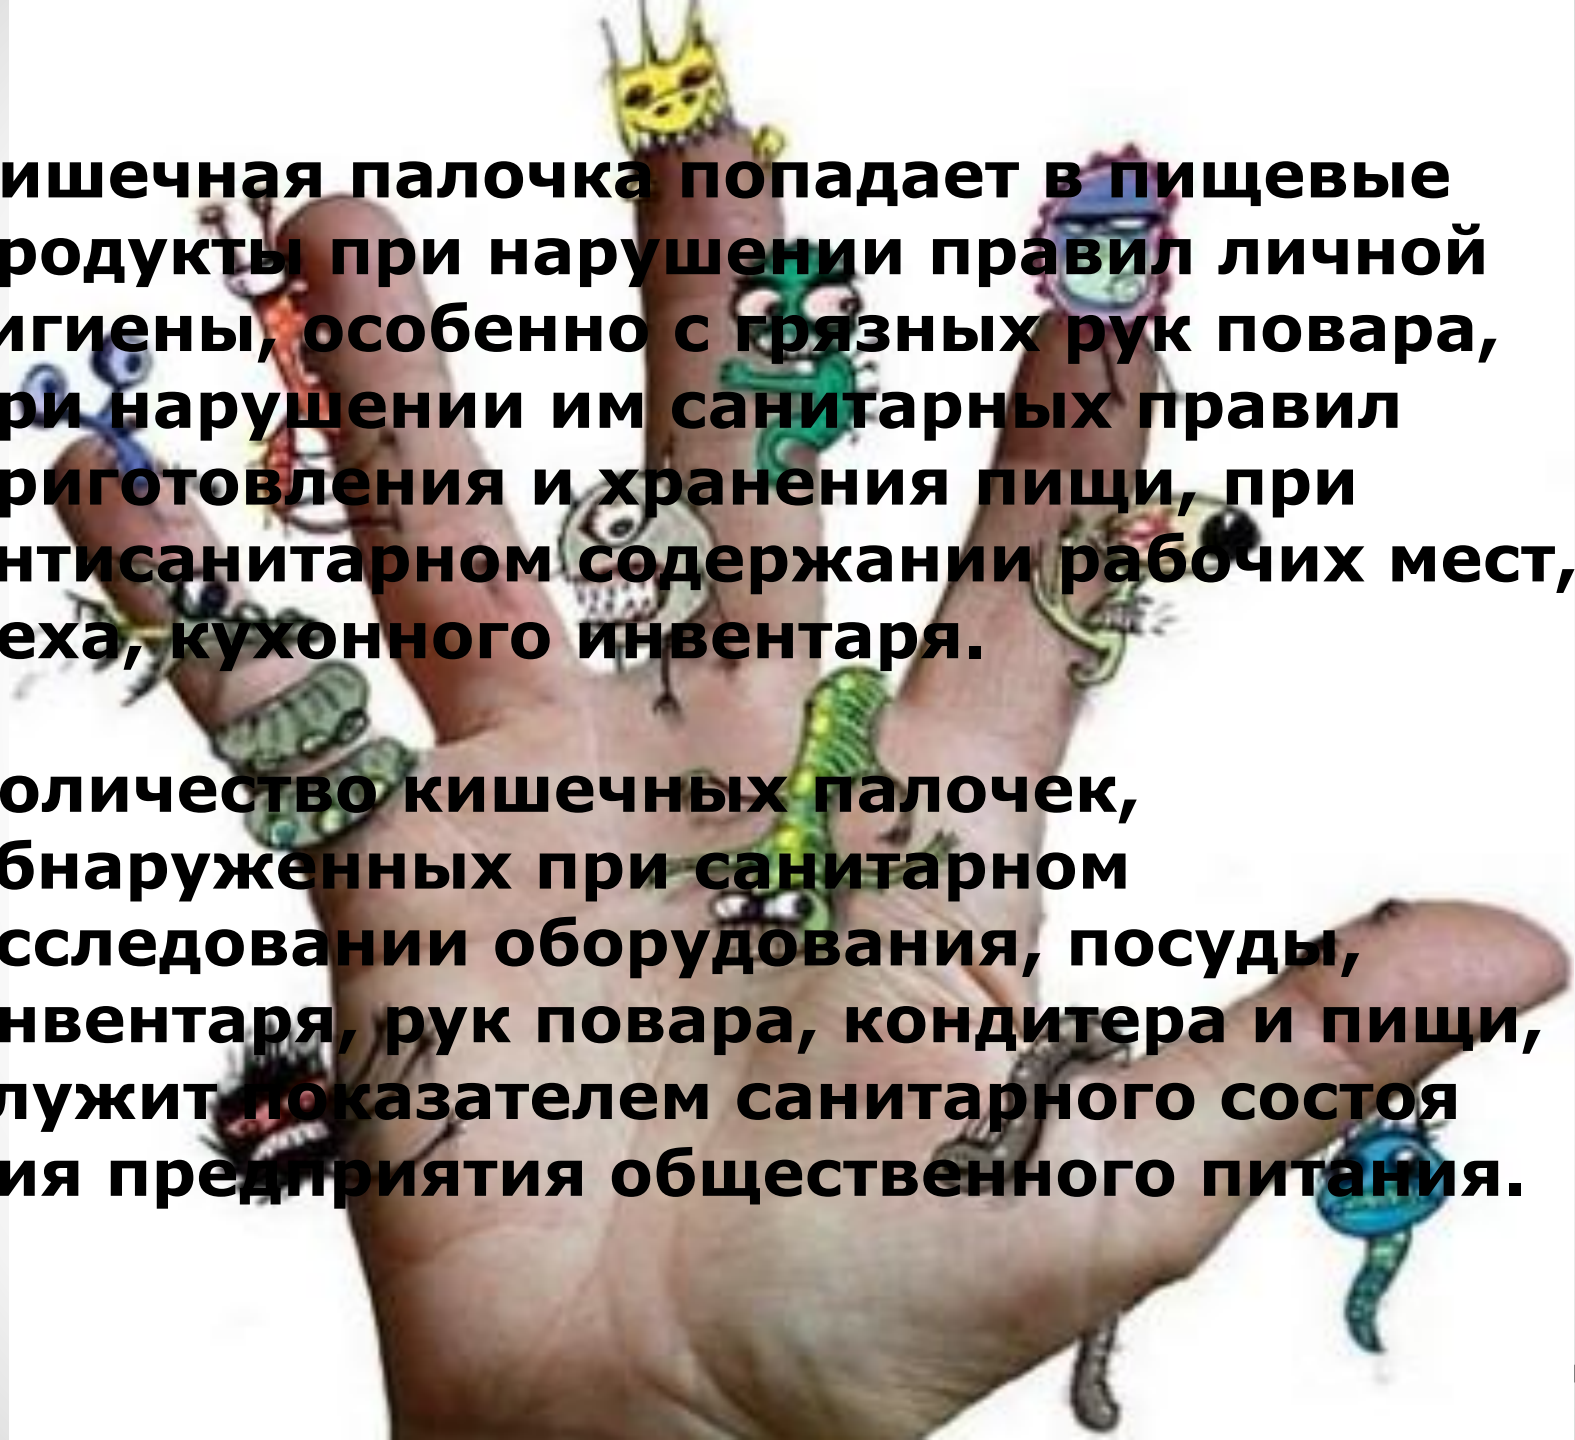 ишечная палочка попадает в пищевые
родукты при нарушении правил личной
игиены, особенно с грязных рук повара,
ри нарушении им санитарных правил
риготовления и хранения пищи, при
нтисанитарном содержании рабочих мест,
еха, кухонного инвентаря.
оличество кишечных палочек,
бнаруженных при санитарном
сследовании оборудования, посуды,
нвентаря, рук повара, кондитера и пищи,
лужит показателем санитарного состоя
ия предприятия общественного питания.